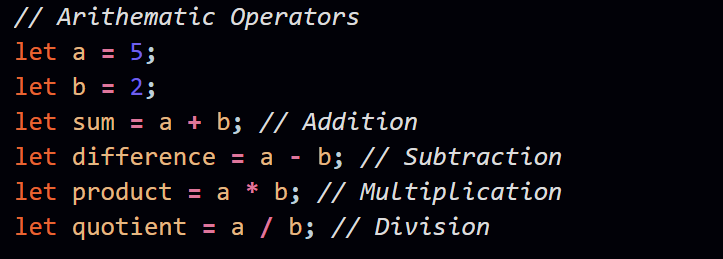 // Arithematic Operators
let a = 5;
let b = 2;
let sum = a + b; // Addition
let difference = a - b; // Subtraction
let product = a * b; // Multiplication
let quotient = a / b; // Division